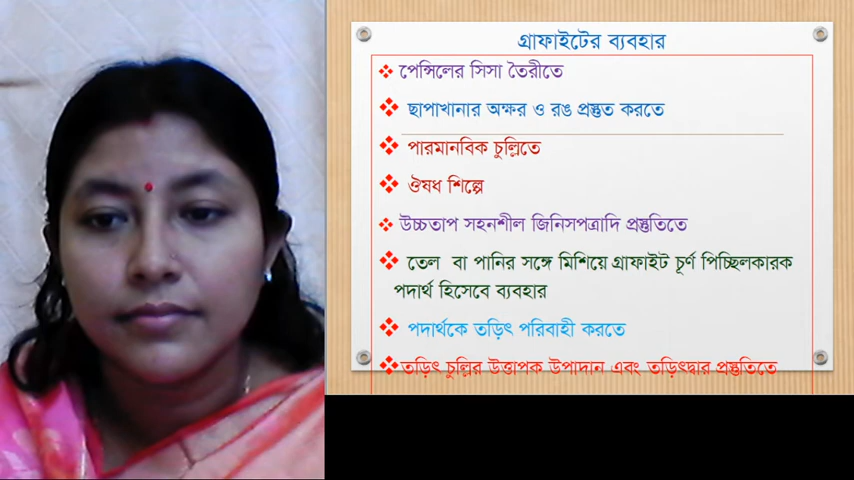 গ্রাফাইটের ব্যবহার
পেন্সিলের সিসা তৈরীতে
ছাপাখানার অক্ষর ও রঙ প্রস্তুত করতে
পারমানবিক চুল্লিতে
ঔষধ শিল্পে
উচ্চতাপ সহনশীল জিনিসপত্রাদি প্রস্তুতিতে
তেল বা পানির সঙ্গে মিশিয়ে গ্রাফাইট চূর্ণ পিচ্ছিলকারক
পদার্থ হিসেবে ব্যবহার
পদার্থকে তড়িৎ পরিবাহী করতে
তড়িৎ চুল্লির উত্তাপক উপাদান এবং তড়িৎদ্বার প্রস্তুতিতে